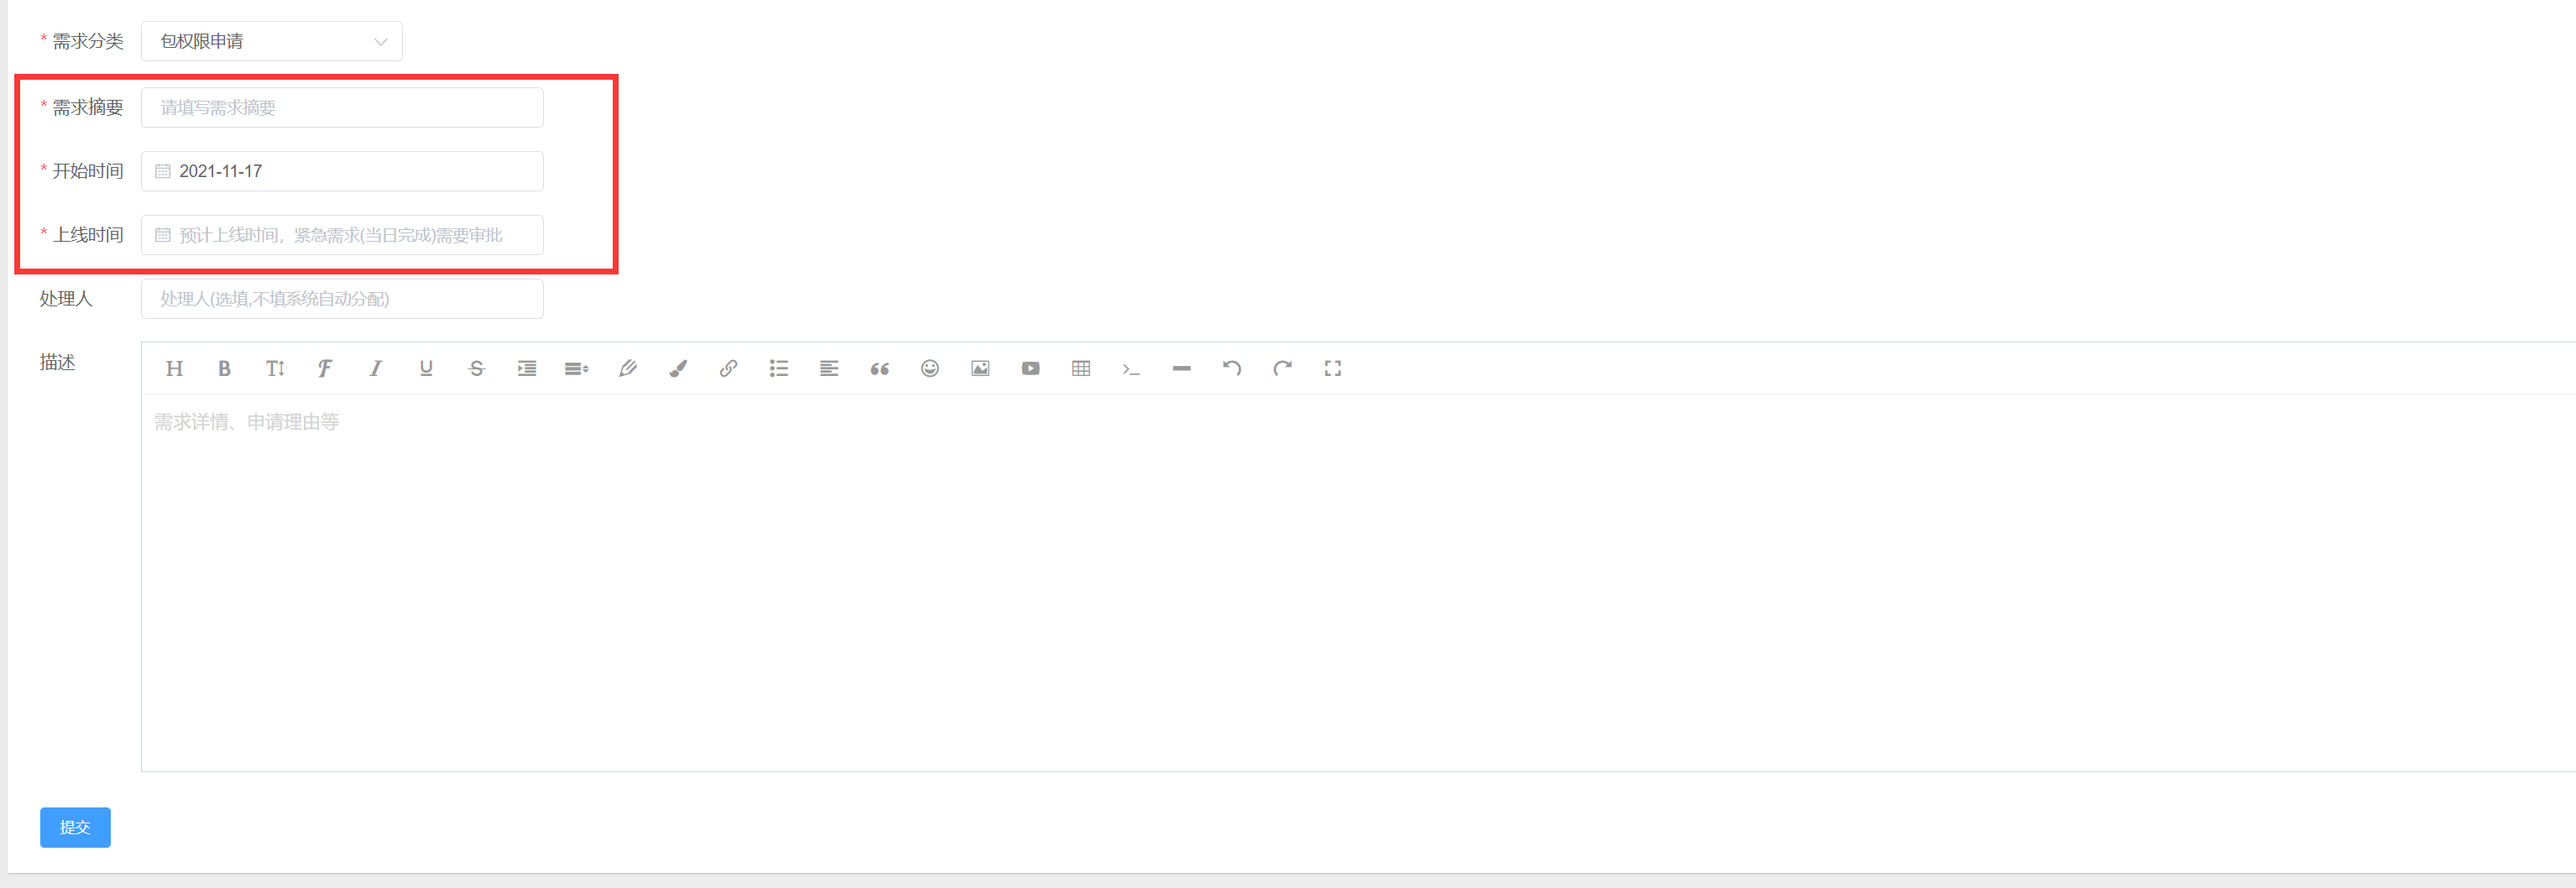 * 需求分类 包权限申请
* 需求摘要 请填写需求摘要
* 开始时间 2021-11-17
* 上线时间 预计上线时间，紧急需求(当日完成)需要审批
处理人 处理人(选填,不填系统自动分配)
描述
需求详情、申请理由等
提交